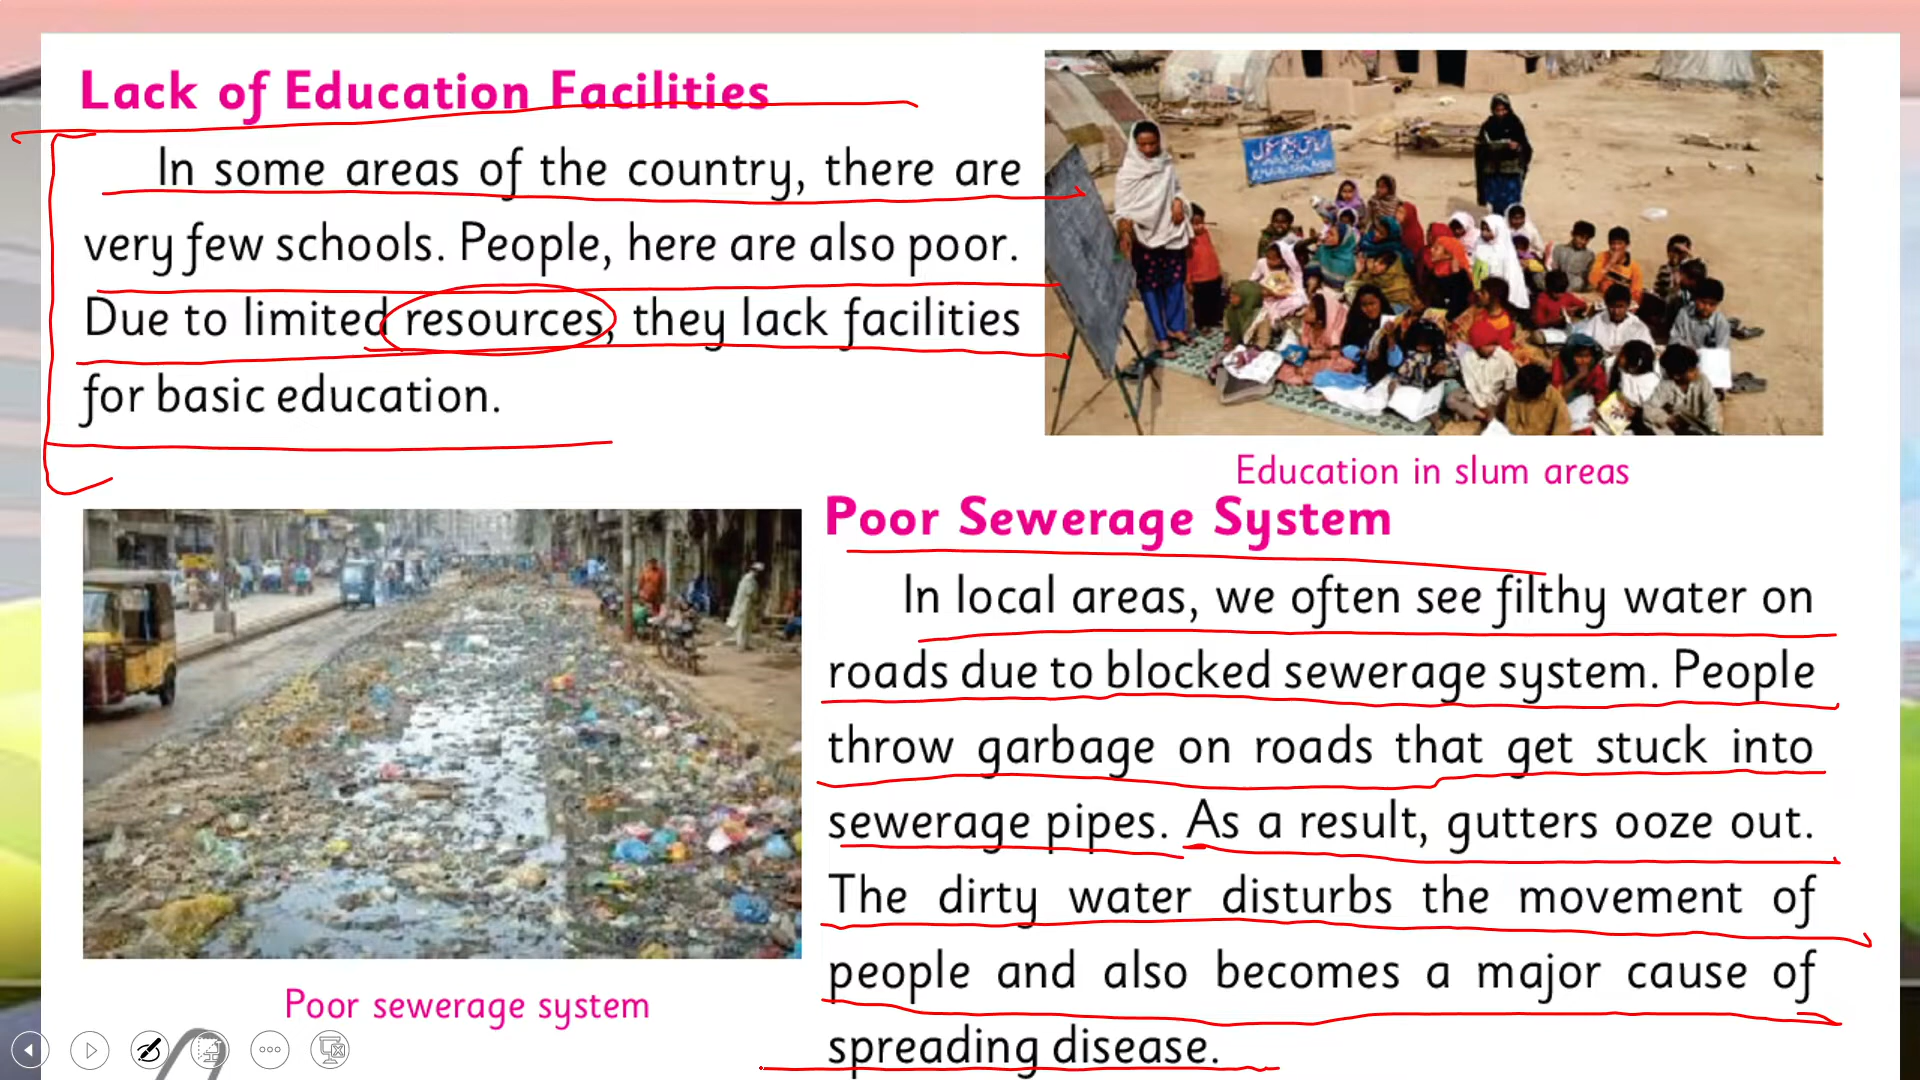 Lack of Education Facilities
In some areas of the country, there are
very few schools. People, here are also poor.
Due to limited resources, they lack facilities
for basic education.
Education in slum areas
Poor Sewerage System
In local areas, we often see filthy water on
roads due to blocked sewerage system. People
throw garbage on roads that get stuck into
sewerage pipes. As a result, gutters ooze out.
The dirty water disturbs the movement of
people and also becomes a major cause of
spreading disease.
Poor sewerage system